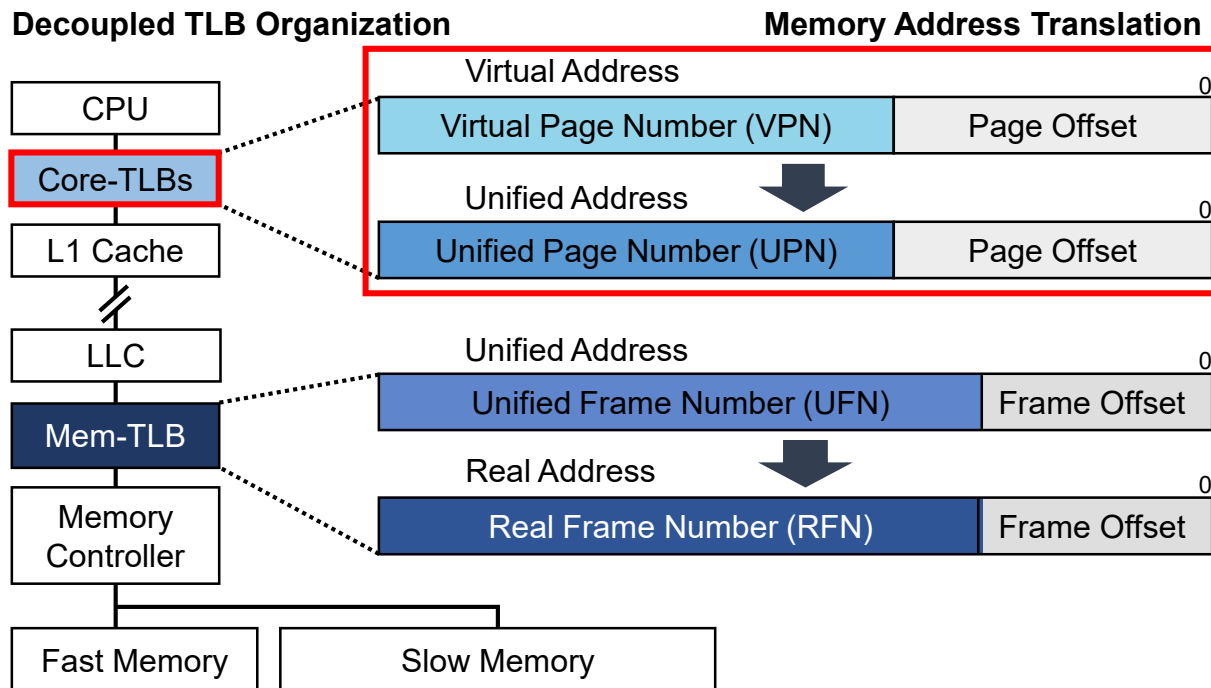 Decoupled TLB Organization
Memory Address Translation
CPU
Core-TLBs
L1 Cache
LLC
Mem-TLB
Memory
Controller
Fast Memory
Slow Memory
Virtual Address
0
Virtual Page Number (VPN)
Page Offset
Unified Address
0
Unified Page Number (UPN)
Page Offset
Unified Address
0
Unified Frame Number (UFN)
Frame Offset
Real Address
0
Real Frame Number (RFN)
Frame Offset